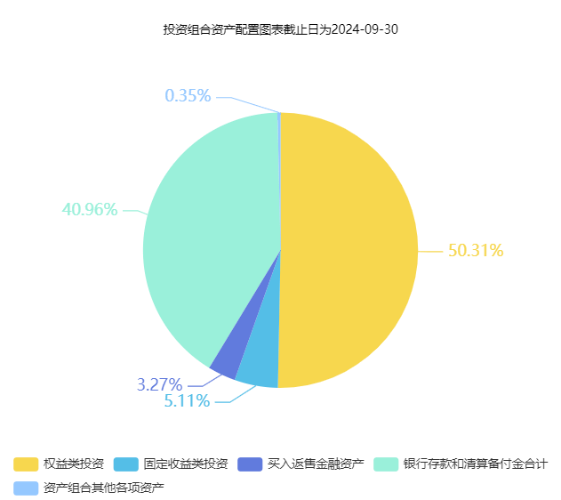 投资组合资产配置图表截止日为2024-09-30
0.35%
40.96%
50.31%
3.27%
5.11%
权益类投资 固定收益类投资 买入返售金融资产 银行存款和清算备付金合计
资产组合其他各项资产